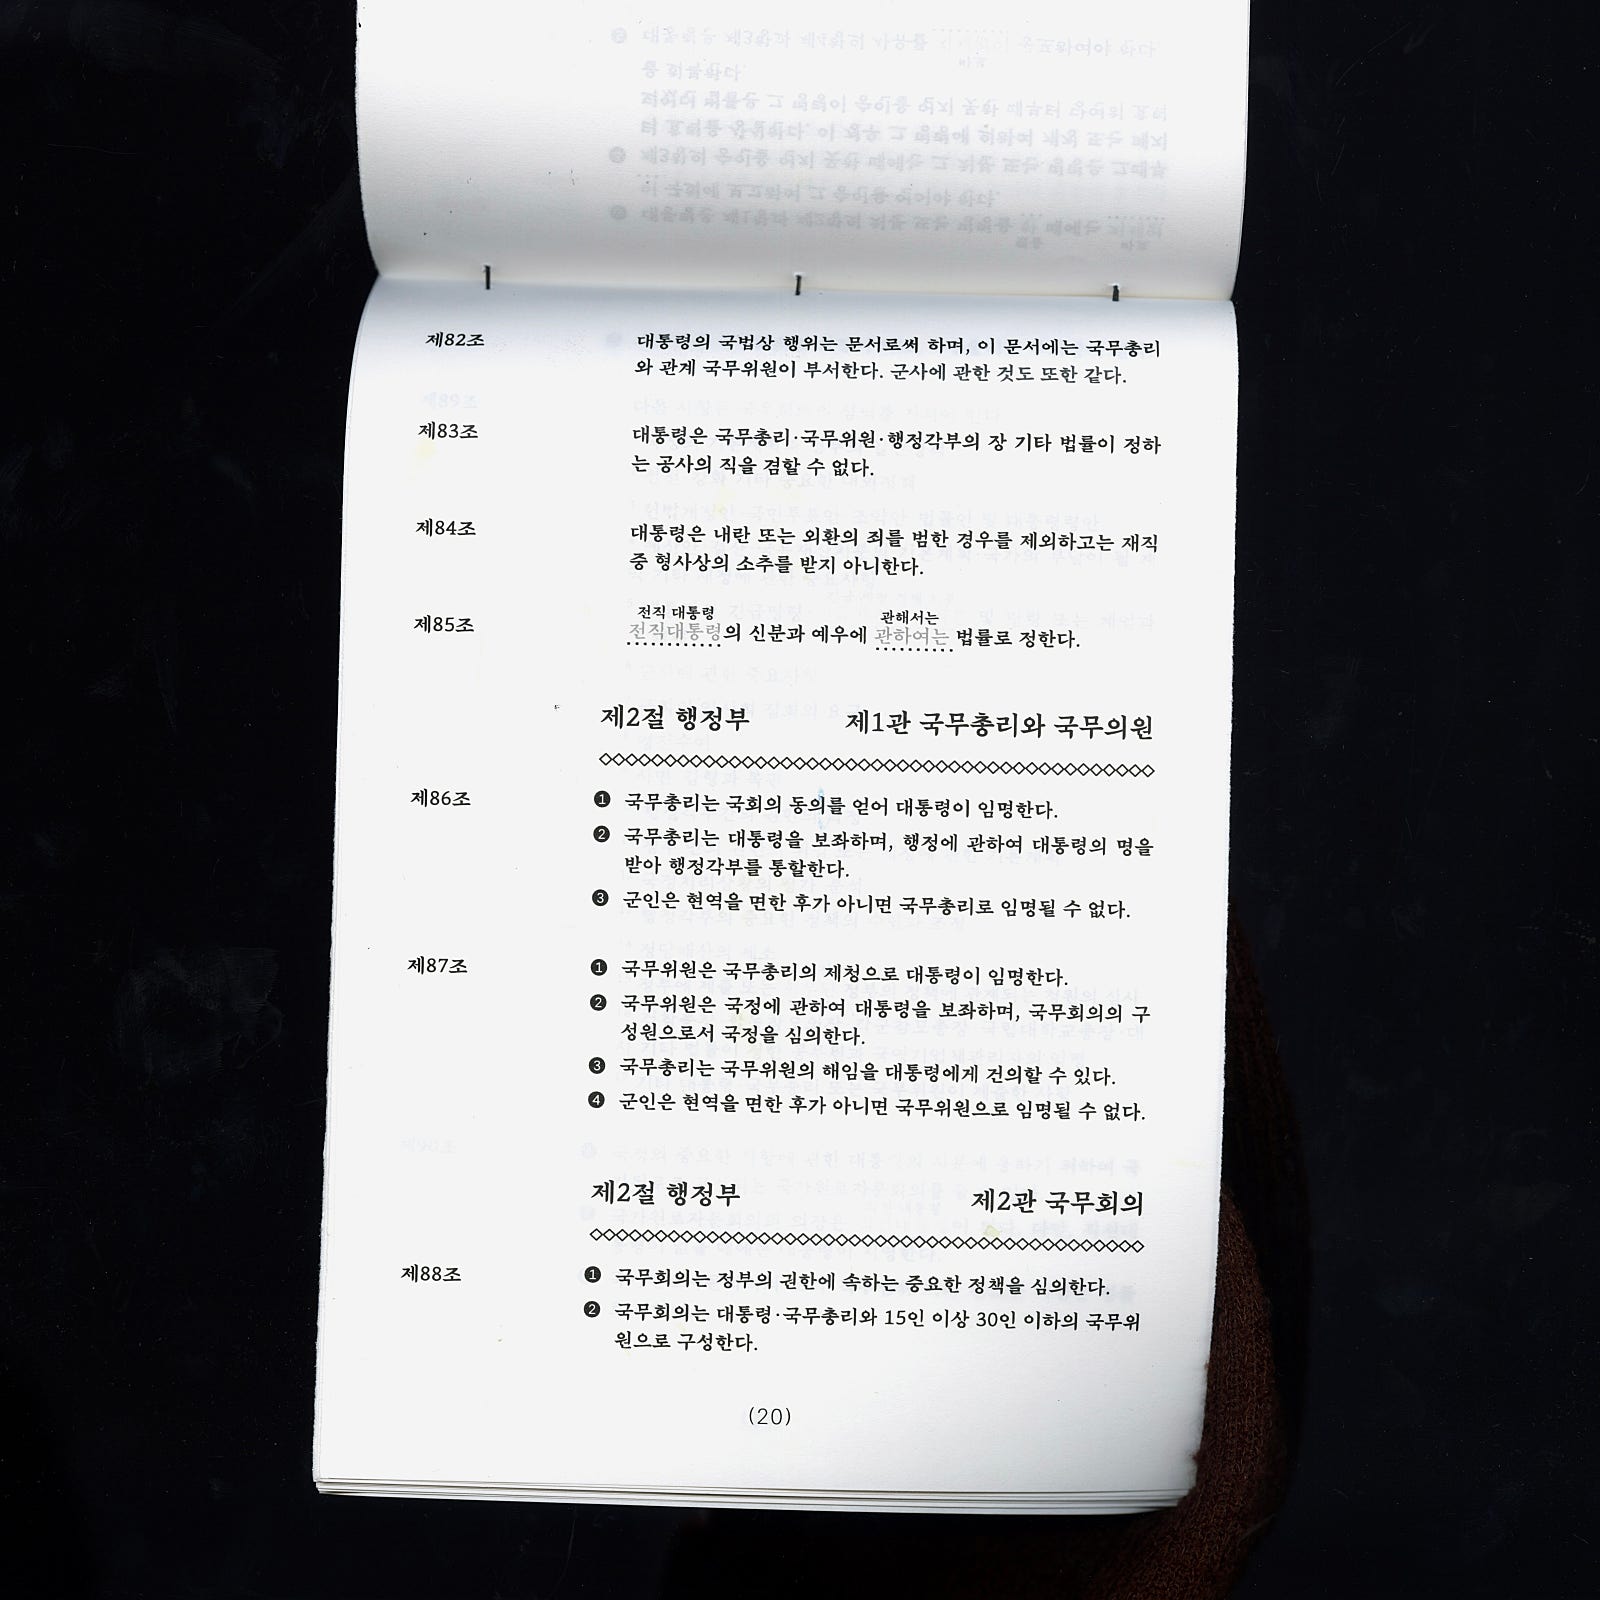 제82조
대통령의 국법상 행위는 문서로써 하며, 이 문서에는 국무총리
와 관계 국무위원이 부서한다. 군사에 관한 것도 또한 같다.
제83조
대통령은 국무총리·국무위원·행정각부의 장 기타 법률이 정하
는 공사의 직을 겸할 수 없다.
제84조
대통령은 내란 또는 외환의 죄를 범한 경우를 제외하고는 재직
중 형사상의 소추를 받지 아니한다.
제85조
전직 대통령 관해서는
전직대통령의 신분과 예우에 관하여는 법률로 정한다.
제2절 행정부 제1관 국무총리와 국무의원
제86조
❶ 국무총리는 국회의 동의를 얻어 대통령이 임명한다.
❷ 국무총리는 대통령을 보좌하며, 행정에 관하여 대통령의 명을
받아 행정각부를 통할한다.
❸ 군인은 현역을 면한 후가 아니면 국무총리로 임명될 수 없다.
제87조
❶ 국무위원은 국무총리의 제청으로 대통령이 임명한다.
❷ 국무위원은 국정에 관하여 대통령을 보좌하며, 국무회의의 구
성원으로서 국정을 심의한다.
❸ 국무총리는 국무위원의 해임을 대통령에게 건의할 수 있다.
❹ 군인은 현역을 면한 후가 아니면 국무위원으로 임명될 수 없다.
제2절 행정부 제2관 국무회의
제88조
❶ 국무회의는 정부의 권한에 속하는 중요한 정책을 심의한다.
❷ 국무회의는 대통령·국무총리와 15인 이상 30인 이하의 국무위
원으로 구성한다.
(20)